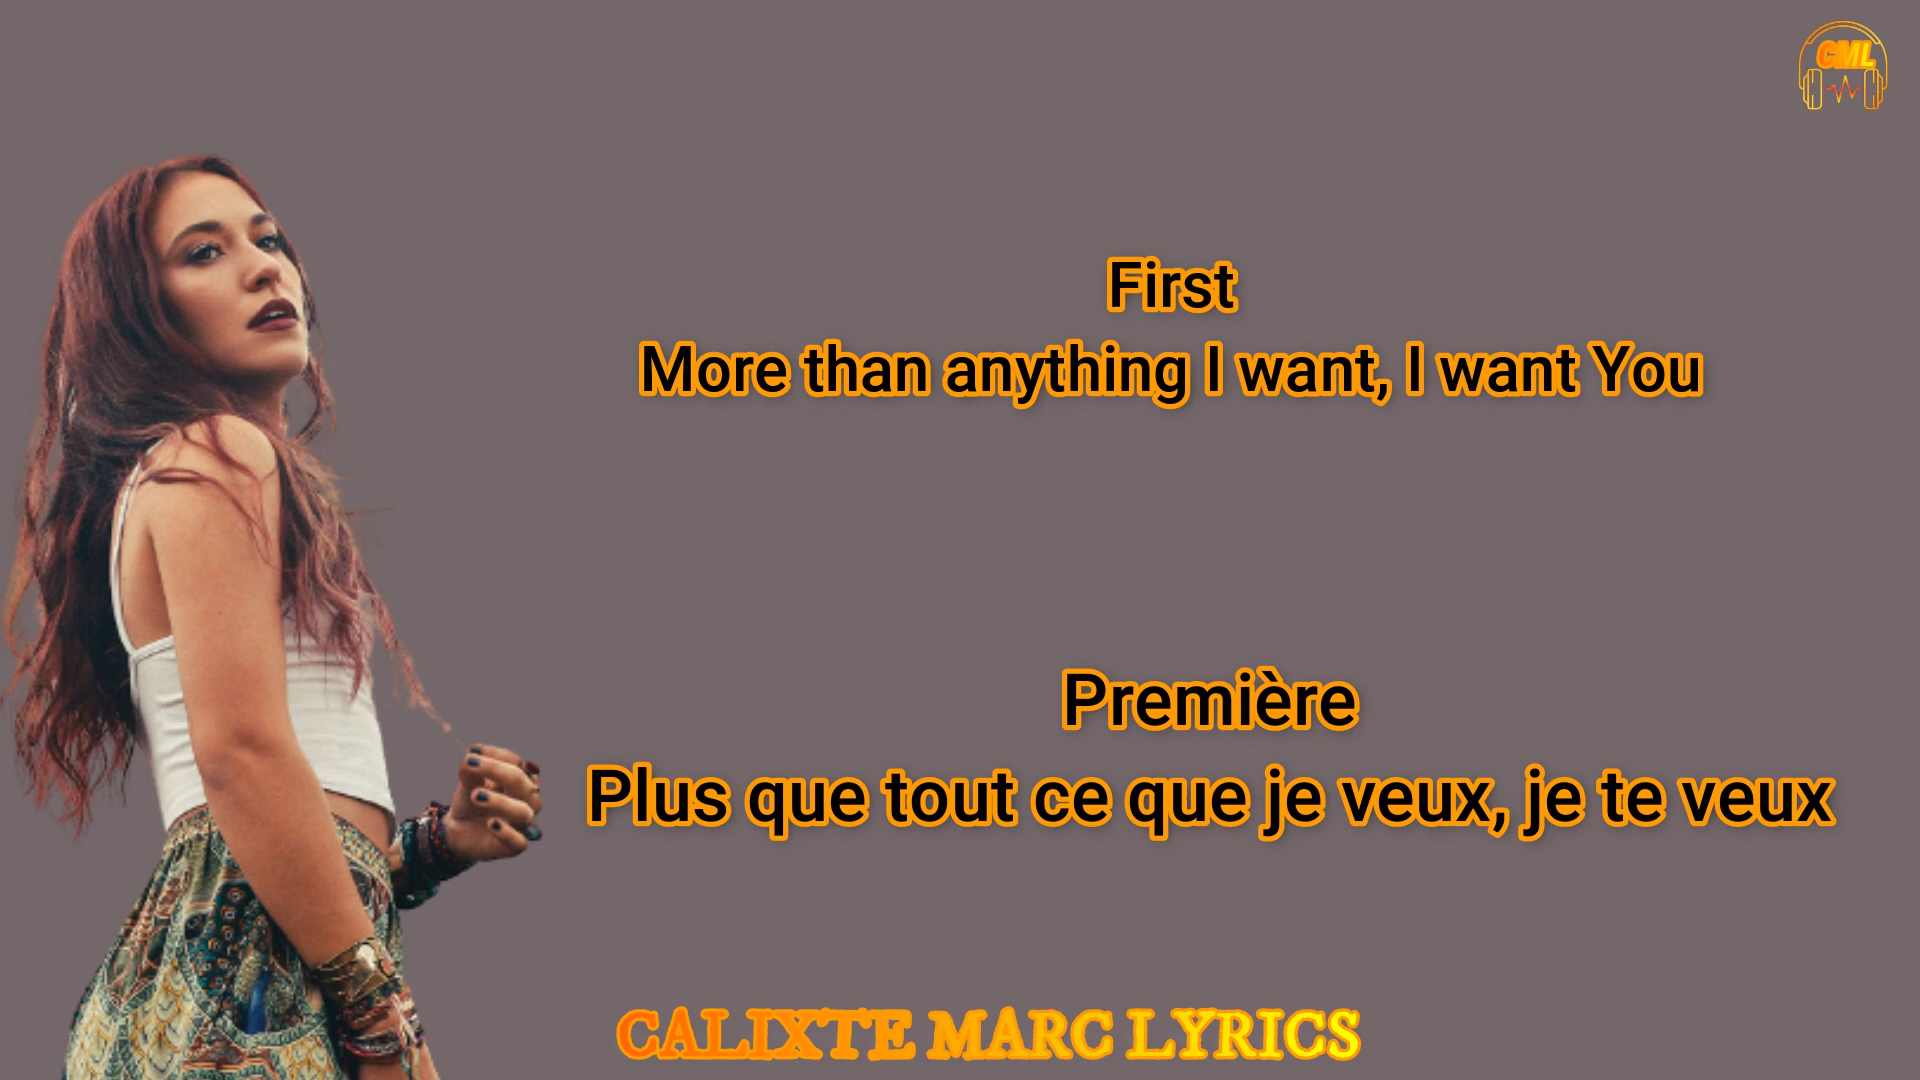 CML
First
More than anything I want, I want You
Première
Plus que tout ce que je veux, je te veux
CALIXTE MARC LYRICS